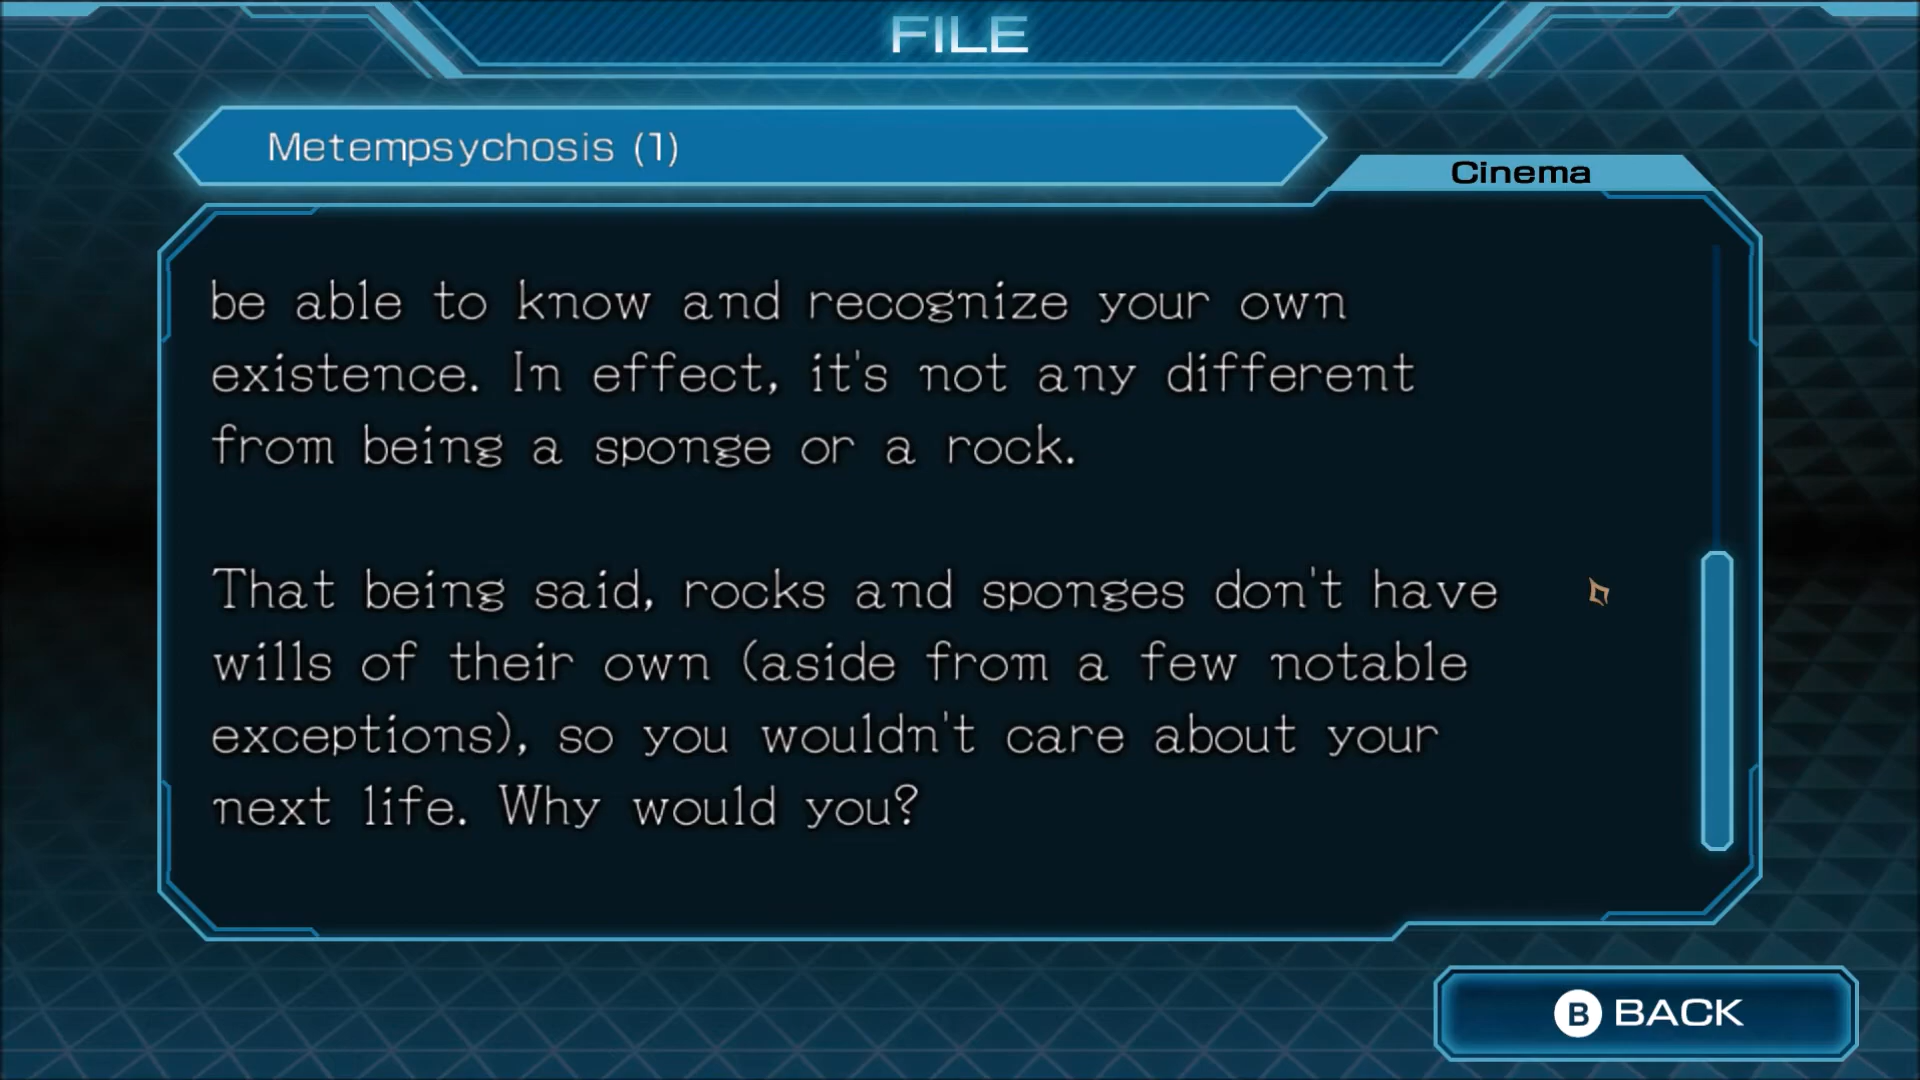 FILE
Metempsychosis (1)
Cinema
be able to know and recognize your own
existence. In effect, it's not any different
from being a sponge or a rock.
That being said, rocks and sponges don't have
wills of their own (aside from a few notable
exceptions), so you wouldn't care about your
next life. Why would you?
B BACK